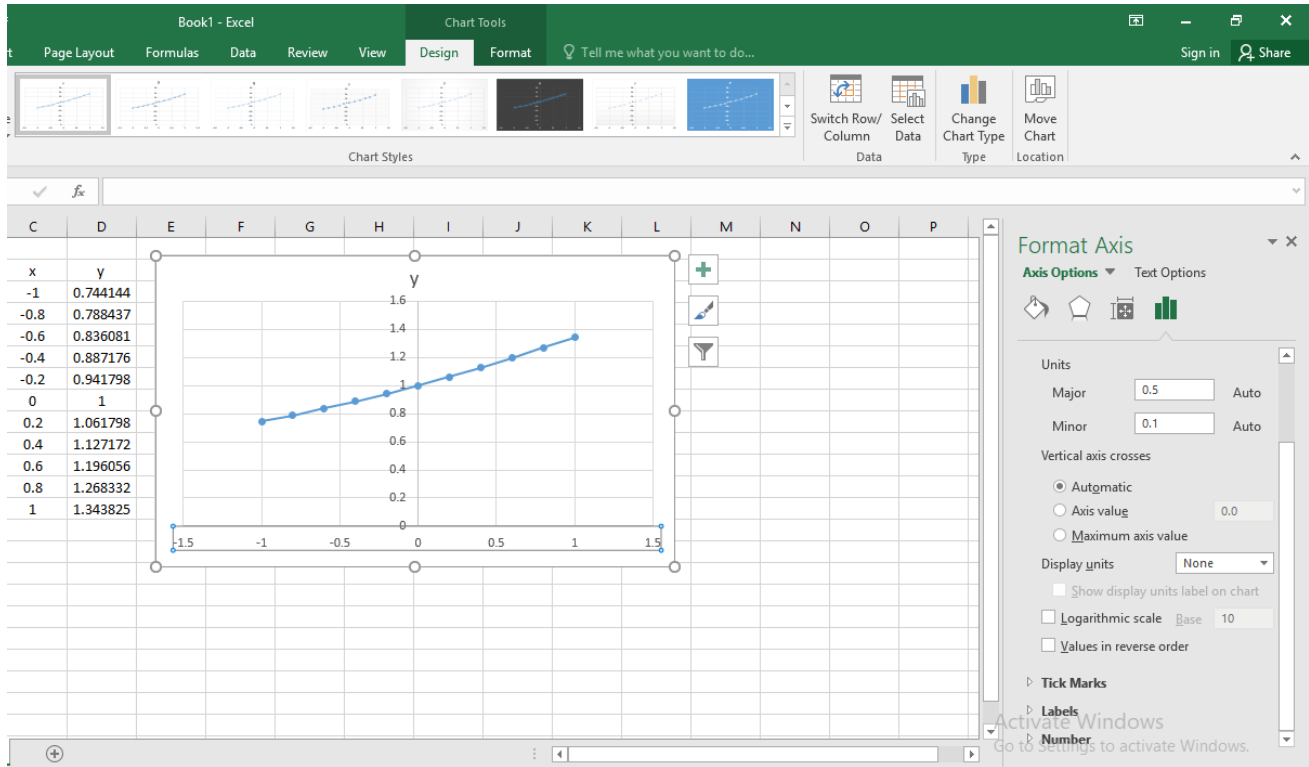 Book1 - Excel Chart Tools
Page Layout Formulas Data Review View Design Format Tell me what you want to do... Sign in Share
Switch Row/ Column
Select Data
Change Chart Type
Move Chart
Chart Styles Data Type Location
fx
C D E F G H I J K L M N O P
x y
-1 0.744144
-0.8 0.788437
-0.6 0.836081
-0.4 0.887176
-0.2 0.941798
0 1
0.2 1.061798
0.4 1.127172
0.6 1.196056
0.8 1.268332
1 1.343825
y
1.6
1.4
1.2
1
0.8
0.6
0.4
0.2
0
-1.5 -1 -0.5 0 0.5 1 1.5
Format Axis
Axis Options Text Options
Units
Major 0.5 Auto
Minor 0.1 Auto
Vertical axis crosses
Automatic
Axis value 0.0
Maximum axis value
Display units None
Show display units label on chart
Logarithmic scale Base 10
Values in reverse order
Tick Marks
Labels
Number
Activate Windows
Go to Settings to activate Windows.